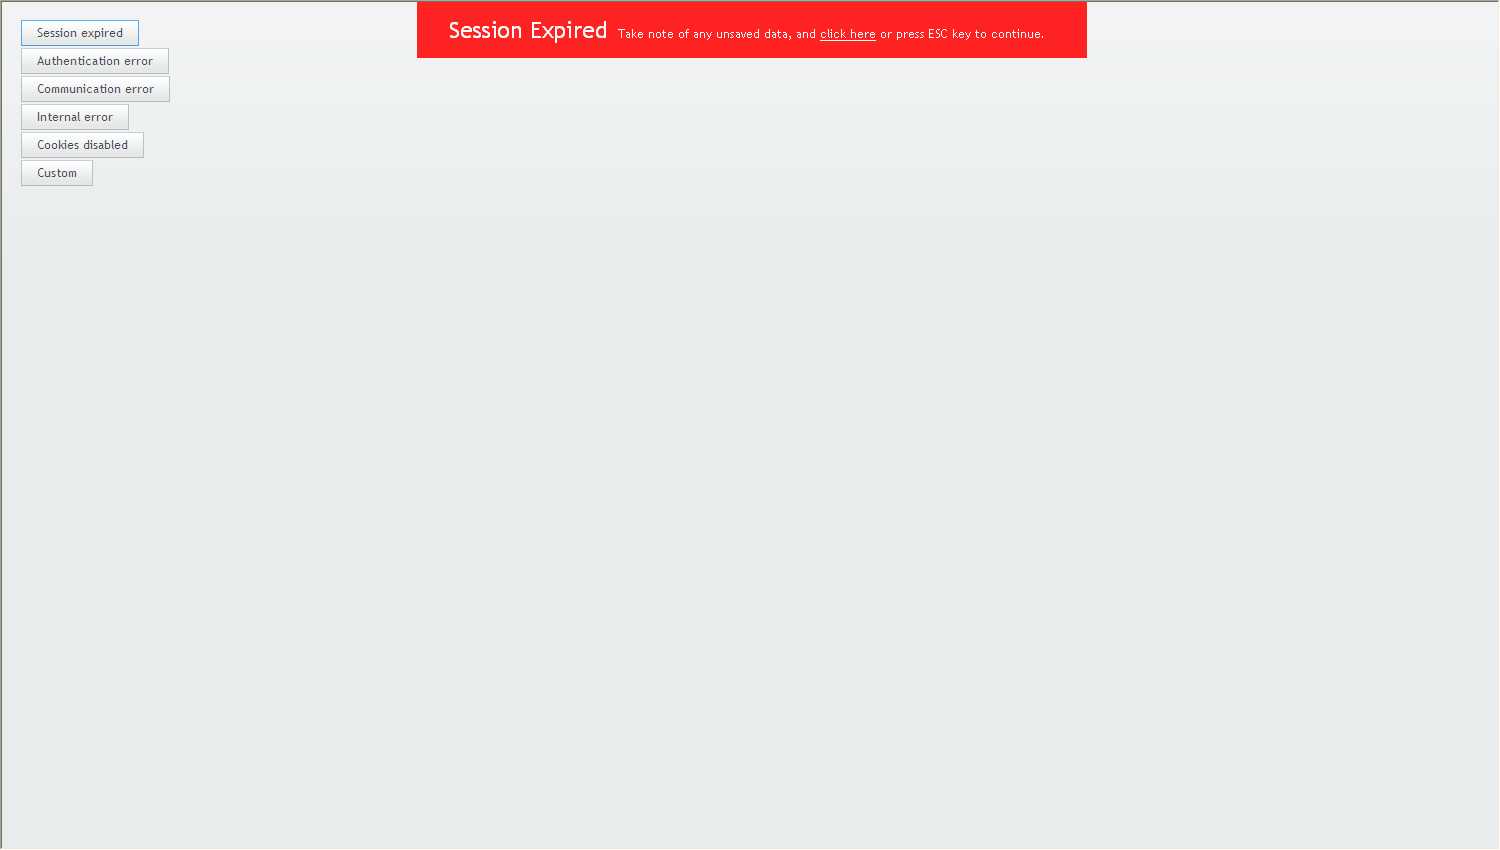 Session expired
Authentication error
Communication error
Internal error
Cookies disabled
Custom
Session Expired Take note of any unsaved data, and click here or press ESC key to continue.